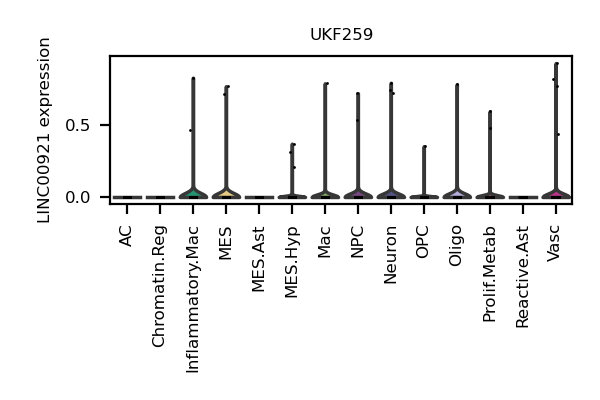 UKF259
LINC00921 expression
0.5
0.0
AC
Chromatin.Reg
Inflammatory.Mac
MES
MES.Ast
MES.Hyp
Mac
NPC
Neuron
OPC
Oligo
Prolif.Metab
Reactive.Ast
Vasc